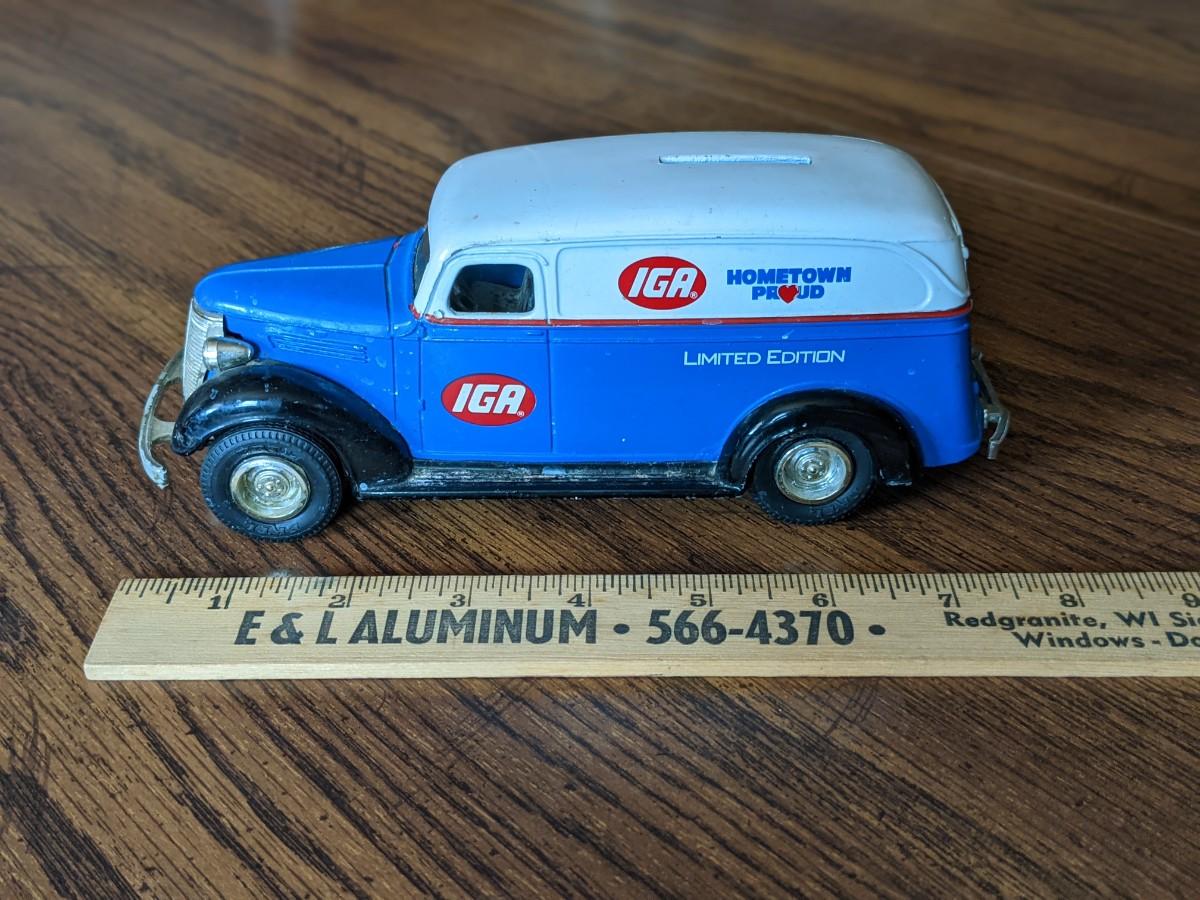 IGA®
HOMETOWN
PROUD
LIMITED EDITION
IGA®
1 2 3 4 5 6 7 8 9
E & L ALUMINUM • 566-4370 •
Redgranite, WI
Windows -